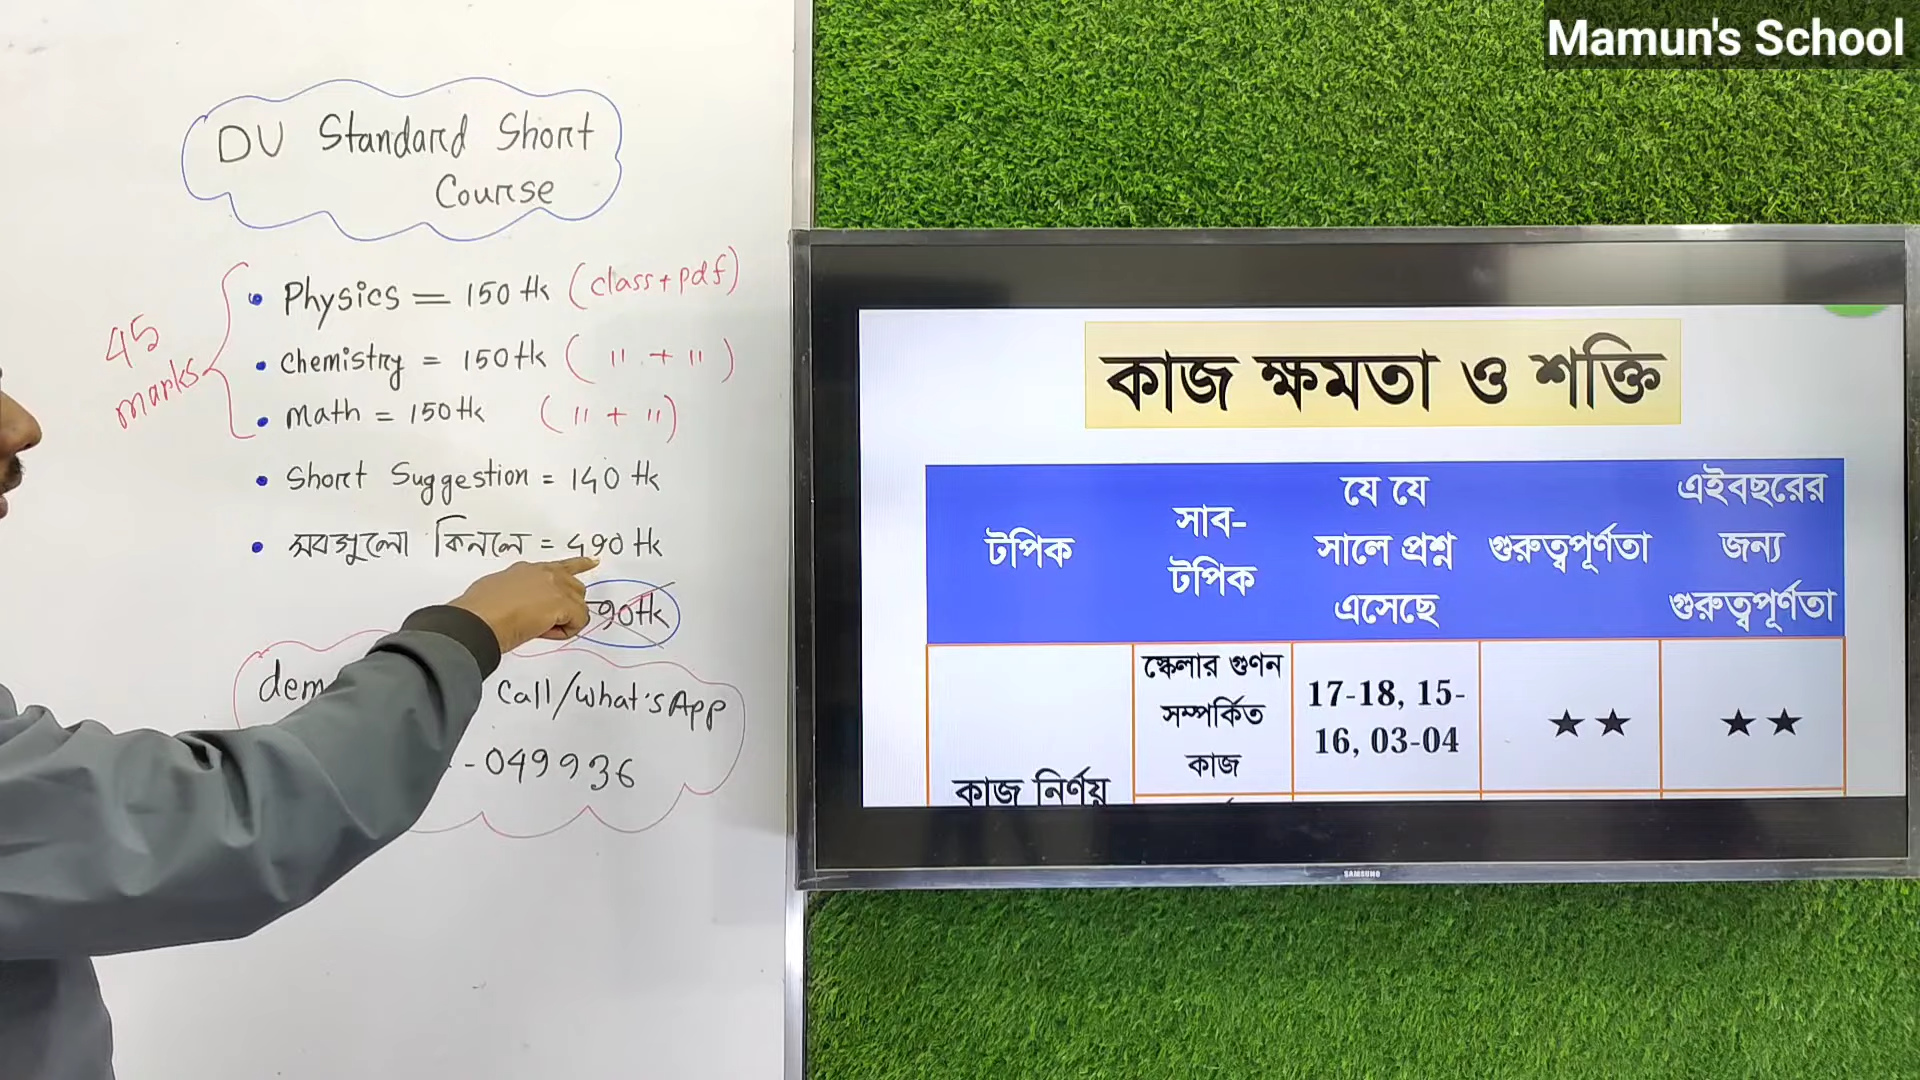 Mamun's School
DU Standard Short
Course
45
marks
• Physics = 150 tk (class + pdf)
• Chemistry = 150 tk ( " + " )
• Math = 150 tk ( " + " )
• Short Suggestion = 140 tk
• সবগুলো কিনলে = 490 tk
90 tk
Call/what'sApp
-049936
কাজ ক্ষমতা ও শক্তি
টপিক
সাব-
টপিক
যে যে
সালে প্রশ্ন
এসেছে
গুরুত্বপূর্ণতা
এইবছরের
জন্য
গুরুত্বপূর্ণতা
কাজ নির্ণয়
স্কেলার গুণন
সম্পর্কিত
কাজ
17-18, 15-
16, 03-04
★ ★
★ ★
SAMSUNG